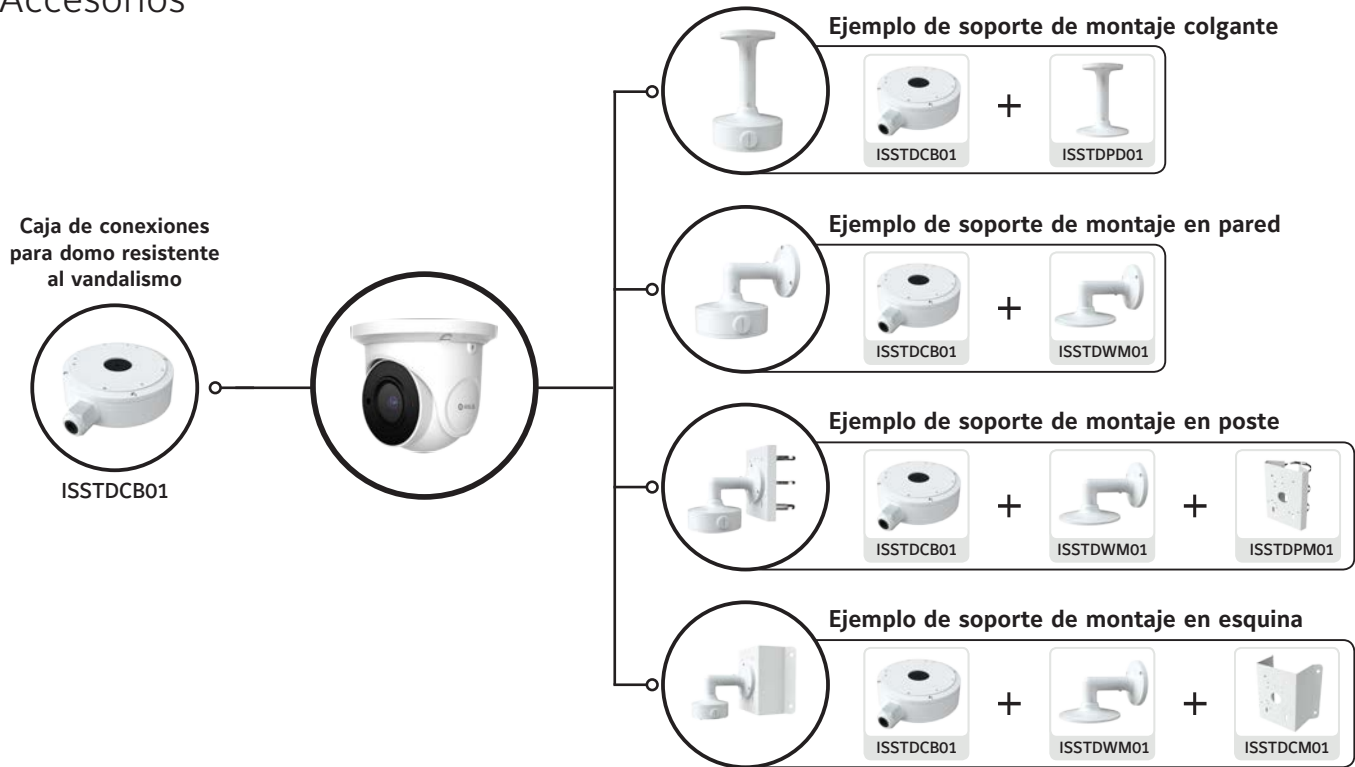 Accesorios
Ejemplo de soporte de montaje colgante
ISSTDCB01
+
ISSTDPD01
Caja de conexiones
para domo resistente
al vandalismo
ISSTDCB01
Ejemplo de soporte de montaje en pared
ISSTDCB01
+
ISSTDWM01
Ejemplo de soporte de montaje en poste
ISSTDCB01
+
ISSTDWM01
+
ISSTDPM01
Ejemplo de soporte de montaje en esquina
ISSTDCB01
+
ISSTDWM01
+
ISSTDCM01